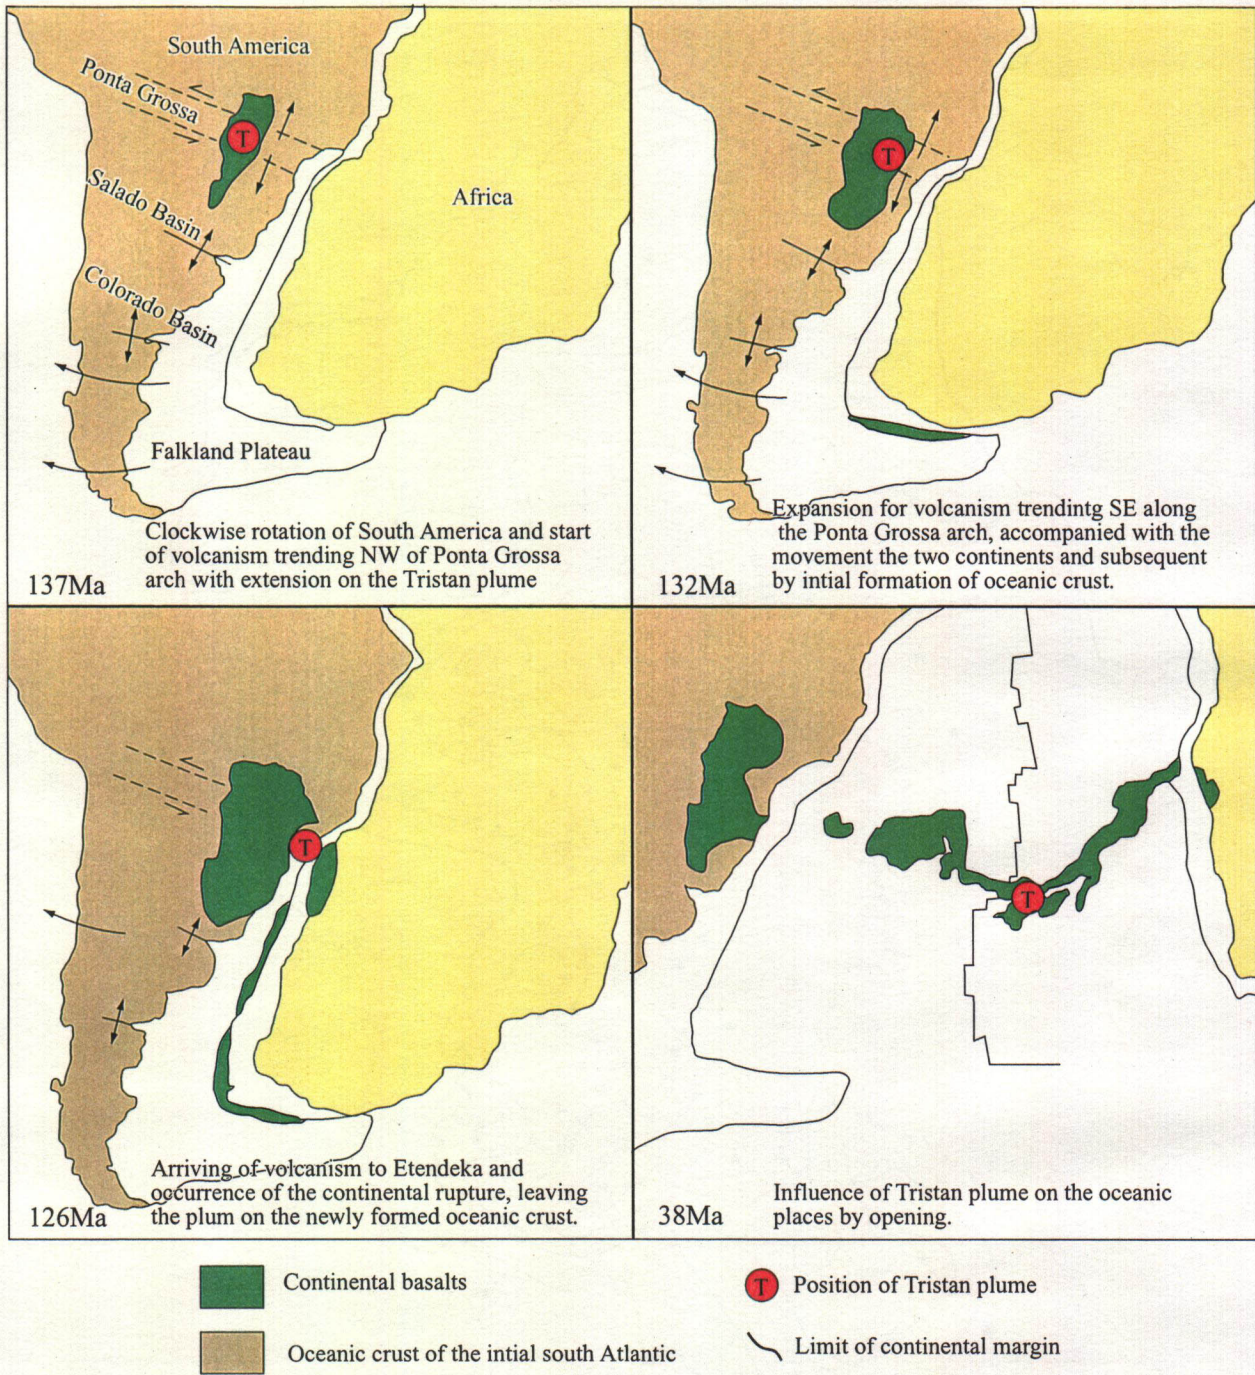 South America
Ponta Grossa
T
Salado Basin
Africa
Colorado Basin
Falkland Plateau
Clockwise rotation of South America and start
of volcanism trending NW of Ponta Grossa
arch with extension on the Tristan plume
137Ma
T
Expansion for volcanism trendintg SE along
the Ponta Grossa arch, accompanied with the
movement the two continents and subsequent
by intial formation of oceanic crust.
132Ma
T
Arriving of volcanism to Etendeka and
occurrence of the continental rupture, leaving
the plum on the newly formed oceanic crust.
126Ma
T
Influence of Tristan plume on the oceanic
places by opening.
38Ma
Continental basalts
T Position of Tristan plume
Oceanic crust of the intial south Atlantic
Limit of continental margin